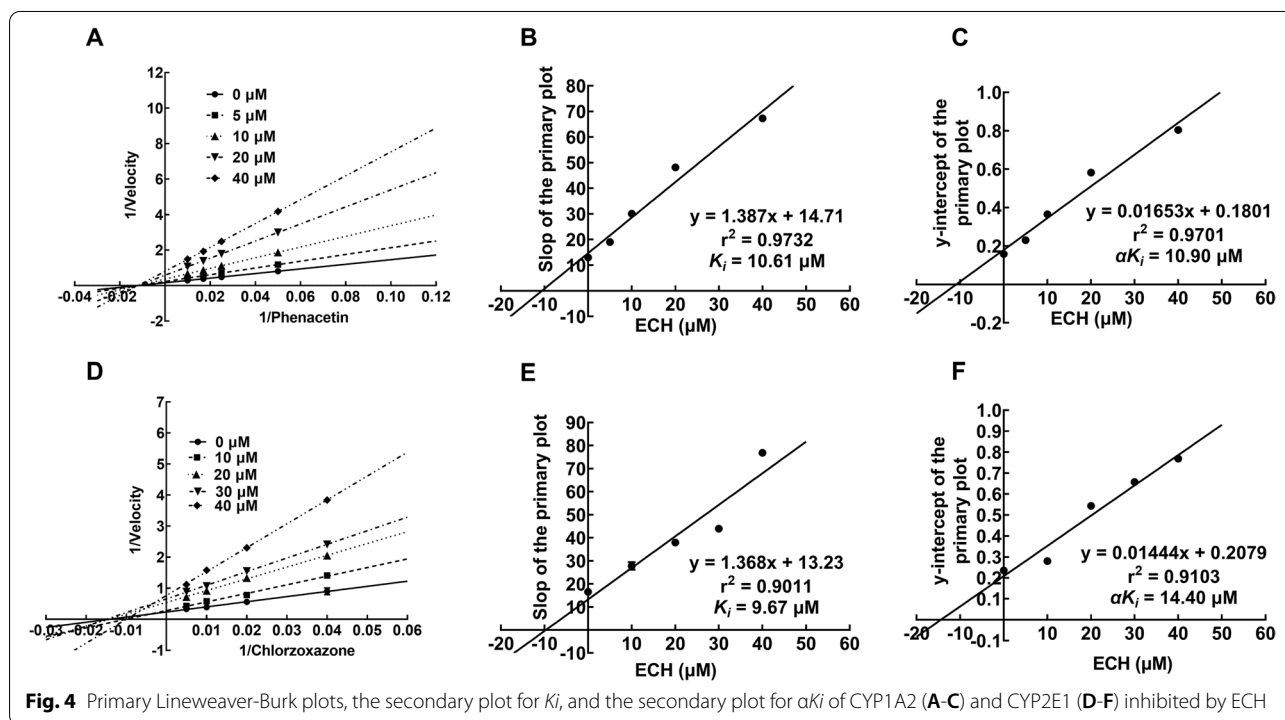 A
12
10
8
6
4
2
-2
-0.04
-0.02
0.02
0.04
0.06
0.08
0.10
0.12
1/Velocity
1/Phenacetin
0 µM
5 µM
10 µM
20 µM
40 µM
B
80
70
60
50
40
30
20
10
-10
-20
-10
10
20
30
40
50
60
Slop of the primary plot
ECH (µM)
y = 1.387x + 14.71
r² = 0.9732
Ki = 10.61 µM
C
1.0
0.8
0.6
0.4
0.2
-0.2
-20
-10
10
20
30
40
50
60
y-intercept of the
primary plot
ECH (µM)
y = 0.01653x + 0.1801
r² = 0.9701
αKi = 10.90 µM
D
7
6
5
4
3
2
1
-1
-0.03
-0.02
-0.01
0.01
0.02
0.03
0.04
0.05
0.06
1/Velocity
1/Chlorzoxazone
0 µM
10 µM
20 µM
30 µM
40 µM
E
90
80
70
60
50
40
30
20
10
-10
-20
-10
10
20
30
40
50
60
Slop of the primary plot
ECH (µM)
y = 1.368x + 13.23
r² = 0.9011
Ki = 9.67 µM
F
1.0
0.9
0.8
0.7
0.6
0.5
0.4
0.3
0.2
0.1
-0.1
-20
-10
10
20
30
40
50
60
y-intercept of the
primary plot
ECH (µM)
y = 0.01444x + 0.2079
r² = 0.9103
αKi = 14.40 µM
Fig. 4 Primary Lineweaver-Burk plots, the secondary plot for Ki, and the secondary plot for αKi of CYP1A2 (A-C) and CYP2E1 (D-F) inhibited by ECH